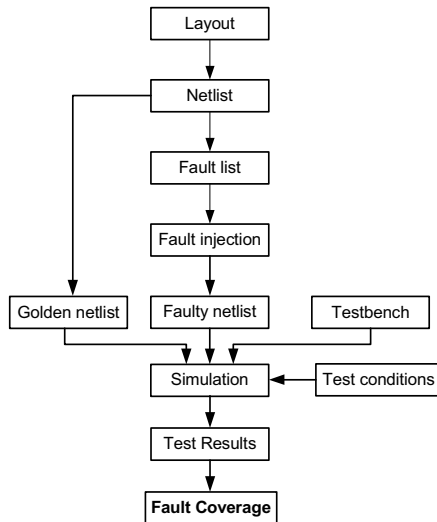 Layout
Netlist
Fault list
Fault injection
Golden netlist
Faulty netlist
Testbench
Simulation
Test conditions
Test Results
Fault Coverage